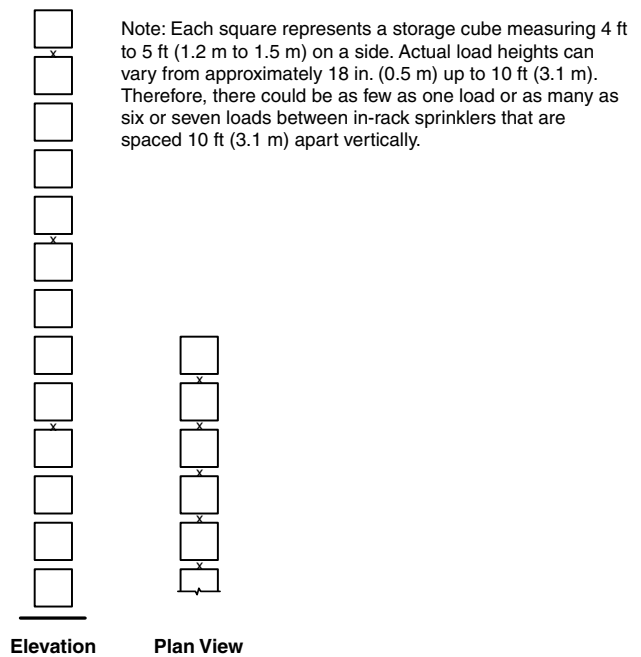 Note: Each square represents a storage cube measuring 4 ft
to 5 ft (1.2 m to 1.5 m) on a side. Actual load heights can
vary from approximately 18 in. (0.5 m) up to 10 ft (3.1 m).
Therefore, there could be as few as one load or as many as
six or seven loads between in-rack sprinklers that are
spaced 10 ft (3.1 m) apart vertically.
x
x
x
x
x
x
x
x
Elevation
Plan View